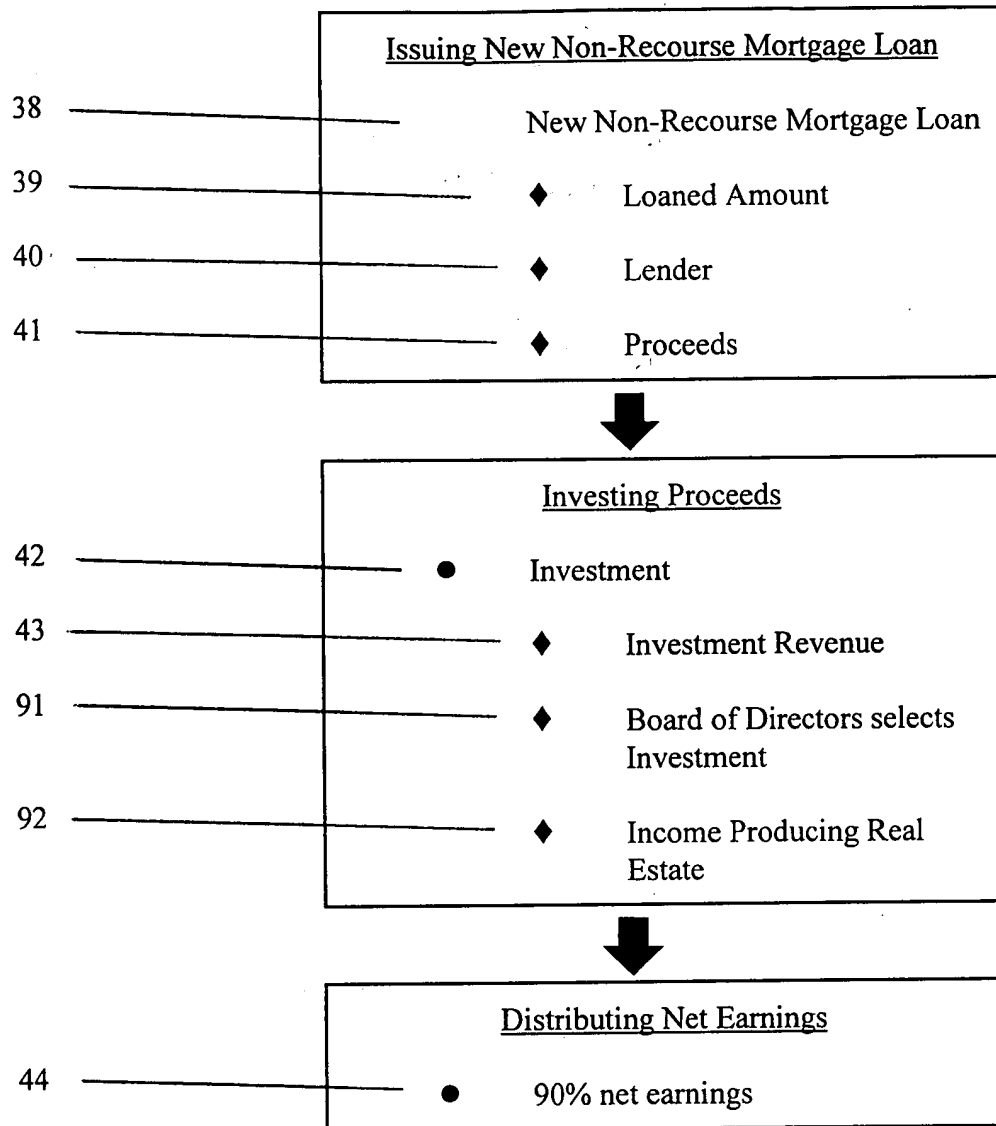 Issuing New Non-Recourse Mortgage Loan
38 New Non-Recourse Mortgage Loan
39 ♦ Loaned Amount
40 ♦ Lender
41 ♦ Proceeds
Investing Proceeds
42 ● Investment
43 ♦ Investment Revenue
91 ♦ Board of Directors selects
Investment
92 ♦ Income Producing Real
Estate
Distributing Net Earnings
44 ● 90% net earnings